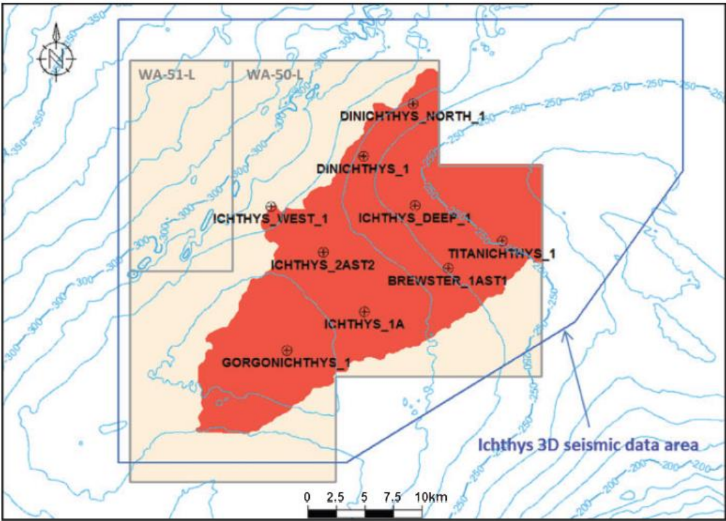 N
WA-51-L
WA-50-L
DINICHTHYS_NORTH_1
DINICHTHYS_1
ICHTHYS_WEST_1
ICHTHYS_DEEP_1
TITANICHTHYS_1
ICHTHYS_2AST2
BREWSTER_1AST1
ICHTHYS_1A
GORGONICHTHYS_1
Ichthys 3D seismic data area
0 2.5 5 7.5 10km